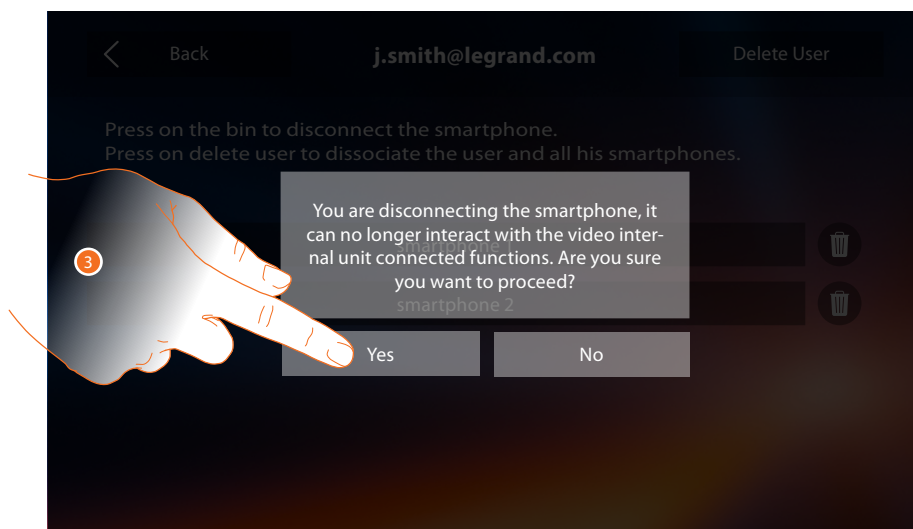 Back
j.smith@legrand.com
Delete User
Press on the bin to disconnect the smartphone.
Press on delete user to dissociate the user and all his smartphones.
You are disconnecting the smartphone, it
can no longer interact with the video inter-
smartphone 1
nal unit connected functions. Are you sure
you want to proceed?
smartphone 2
3
Yes
No